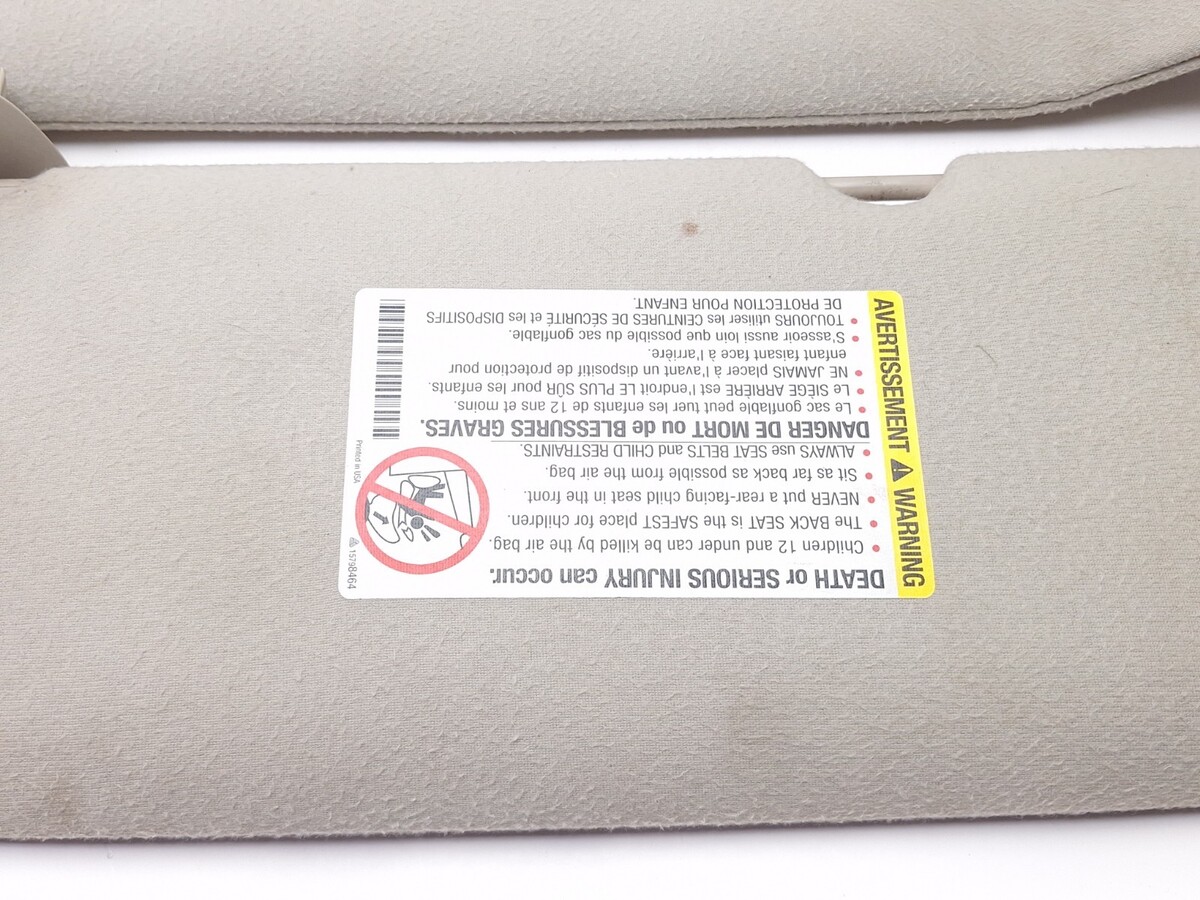 AVERTISSEMENT ⚠ WARNING
DEATH or SERIOUS INJURY can occur.
• Children 12 and under can be killed by the air bag.
• The BACK SEAT is the SAFEST place for children.
• NEVER put a rear-facing child seat in the front.
• Sit as far back as possible from the air bag.
• ALWAYS use SEAT BELTS and CHILD RESTRAINTS.
DANGER DE MORT ou de BLESSURES GRAVES.
• Le sac gonflable peut tuer les enfants de 12 ans et moins.
• Le SIÈGE ARRIÈRE est l'endroit LE PLUS SÛR pour les enfants.
• NE JAMAIS placer à l'avant un dispositif de protection pour
enfant faisant face à l'arrière.
• S'asseoir aussi loin que possible du sac gonflable.
• TOUJOURS utiliser les CEINTURES DE SÉCURITÉ et les DISPOSITIFS
DE PROTECTION POUR ENFANT.
15798464
Printed in USA